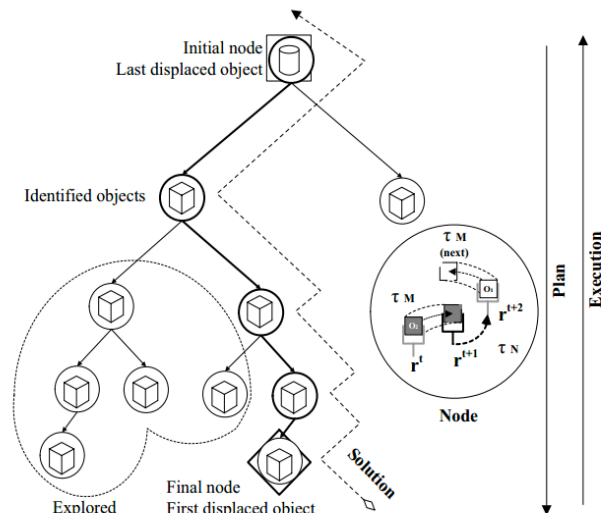 Initial node
Last displaced object
Identified objects
τ M
(next)
O₁
τ M
O₁
r^{t+2}
r^t
r^{t+1}
τ N
Node
Plan
Execution
Solution
Final node
First displaced object
Explored